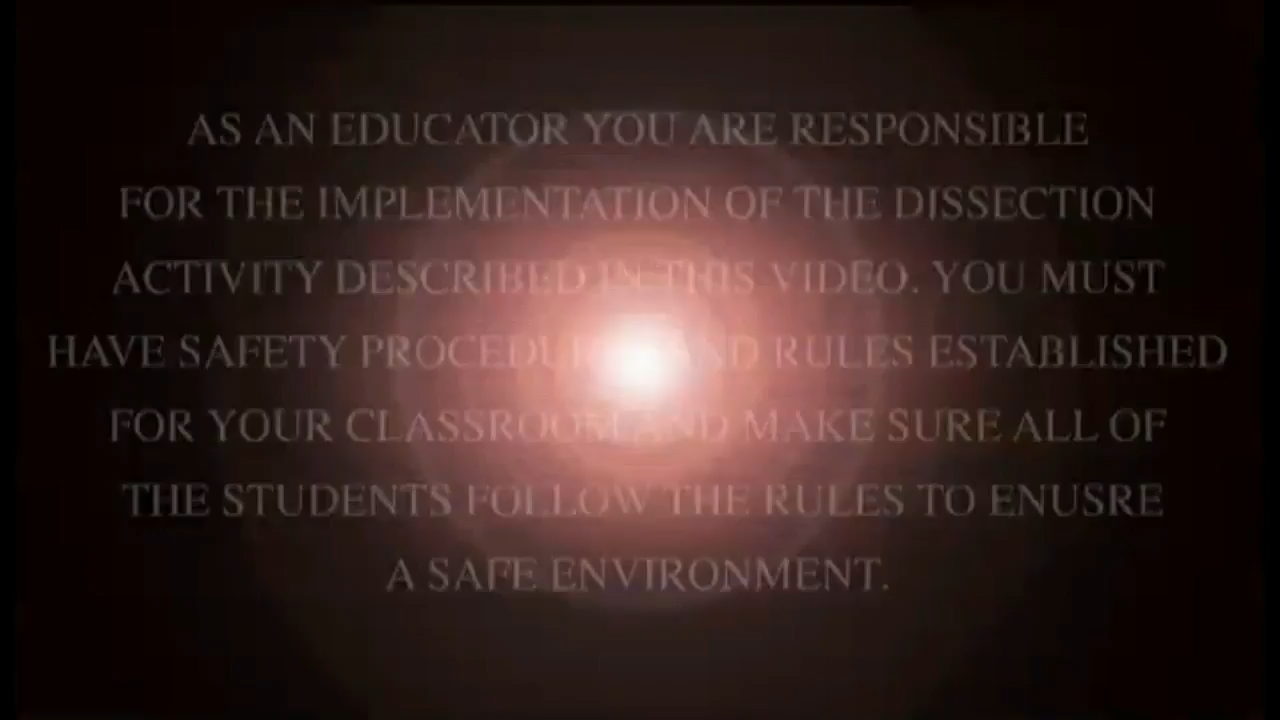 AS AN EDUCATOR YOU ARE RESPONSIBLE
FOR THE IMPLEMENTATION OF THE DISSECTION
ACTIVITY DESCRIBED IN THIS VIDEO. YOU MUST
HAVE SAFETY PROCEDURES AND RULES ESTABLISHED
FOR YOUR CLASSROOM AND MAKE SURE ALL OF
THE STUDENTS FOLLOW THE RULES TO ENUSRE
A SAFE ENVIRONMENT.